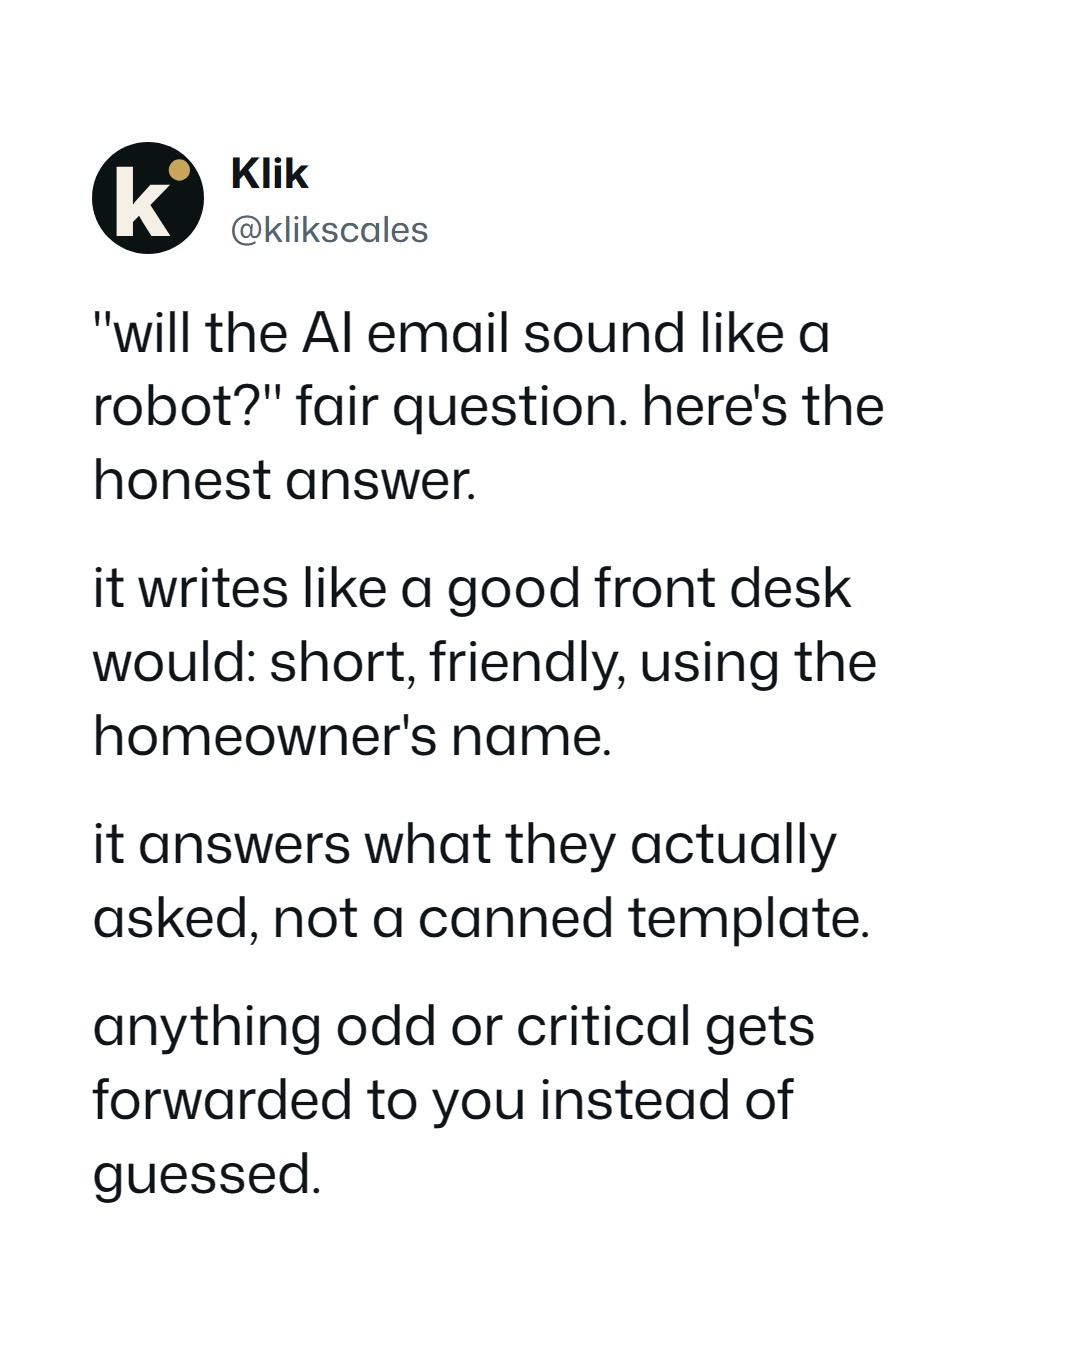 k
Klik
@klikscales
"will the AI email sound like a
robot?" fair question. here's the
honest answer.
it writes like a good front desk
would: short, friendly, using the
homeowner's name.
it answers what they actually
asked, not a canned template.
anything odd or critical gets
forwarded to you instead of
guessed.